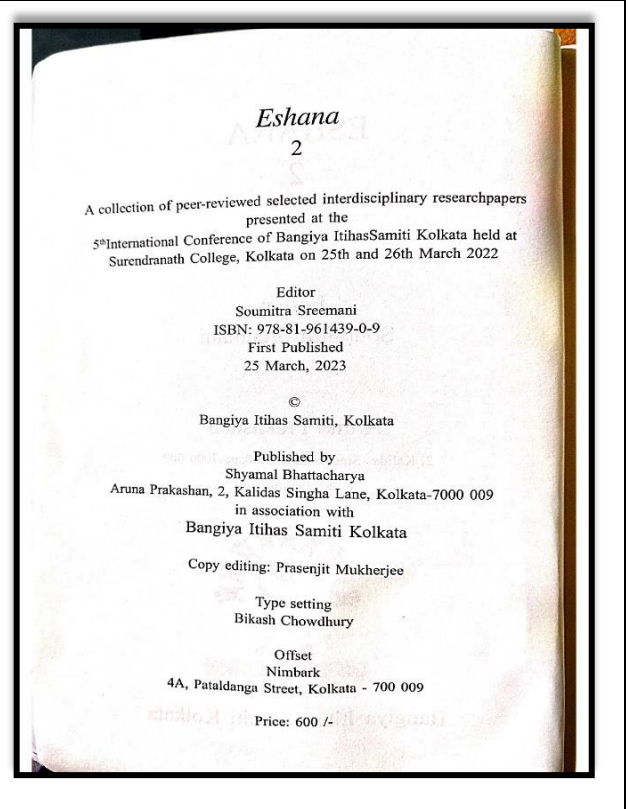 Eshana
2
A collection of peer-reviewed selected interdisciplinary researchpapers
presented at the
5thInternational Conference of Bangiya ItihasSamiti Kolkata held at
Surendranath College, Kolkata on 25th and 26th March 2022
Editor
Soumitra Sreemani
ISBN: 978-81-961439-0-9
First Published
25 March, 2023
©
Bangiya Itihas Samiti, Kolkata
Published by
Shyamal Bhattacharya
Aruna Prakashan, 2, Kalidas Singha Lane, Kolkata-7000 009
in association with
Bangiya Itihas Samiti Kolkata
Copy editing: Prasenjit Mukherjee
Type setting
Bikash Chowdhury
Offset
Nimbark
4A, Pataldanga Street, Kolkata - 700 009
Price: 600 /-